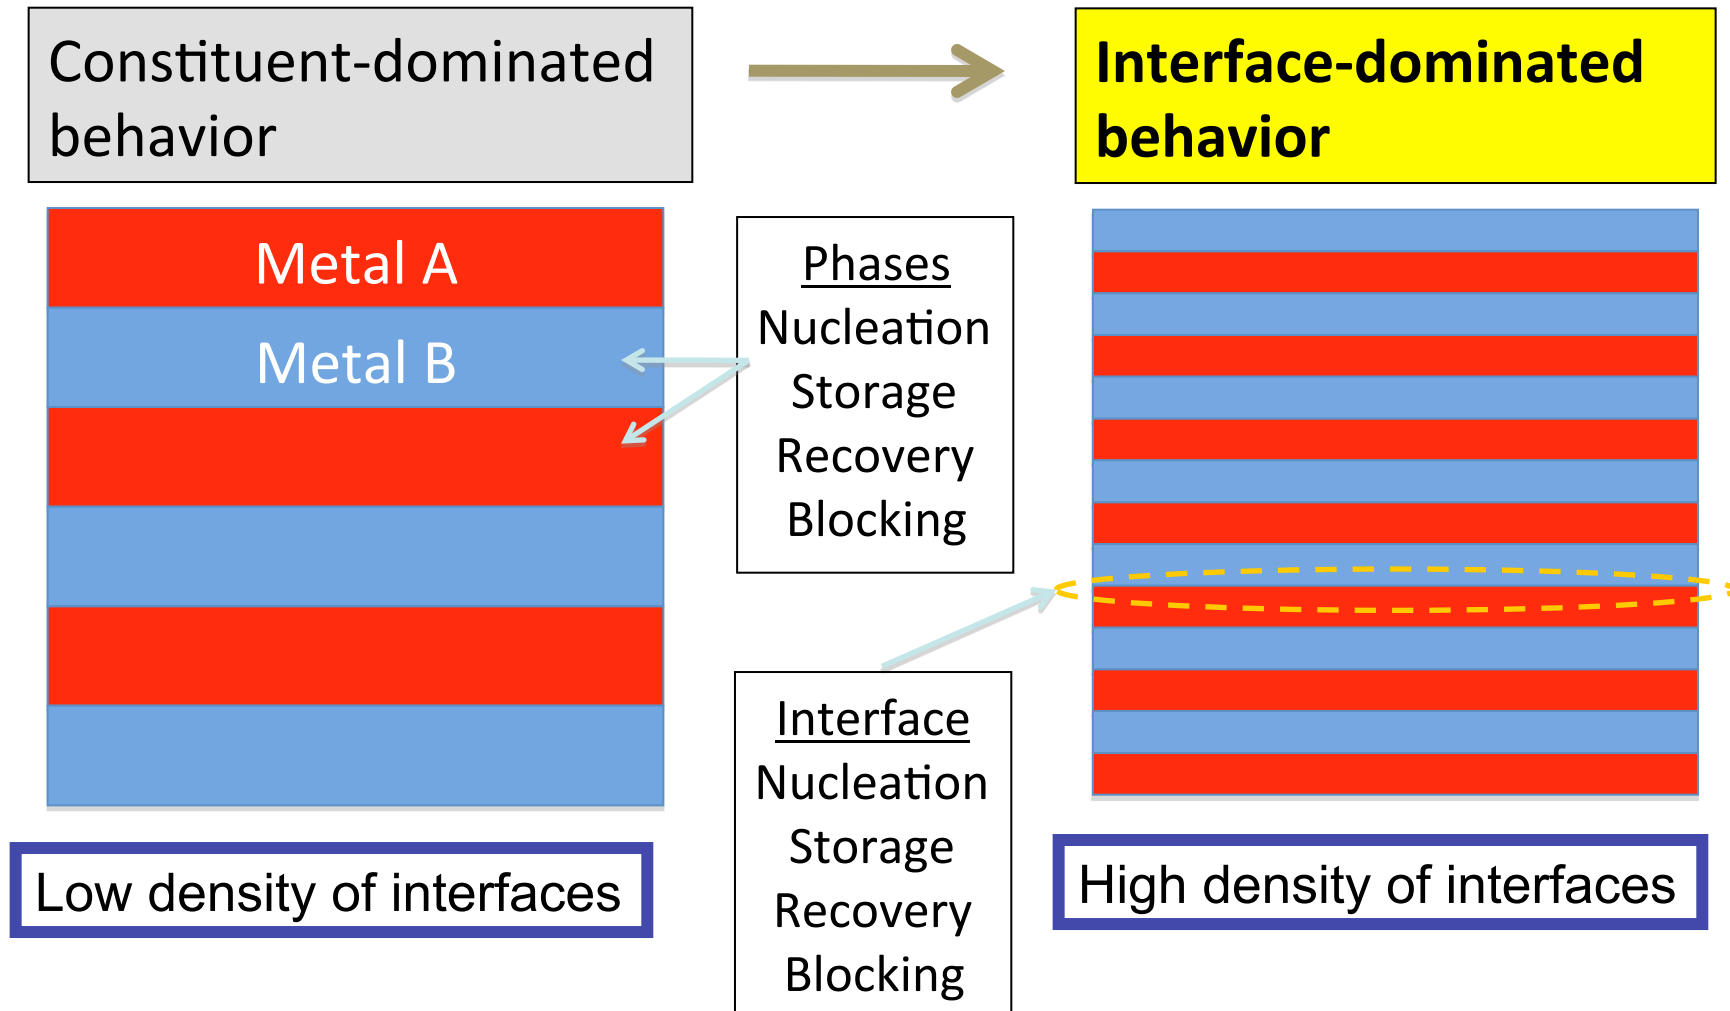 Constituent-dominated
behavior
Interface-dominated
behavior
Metal A
Metal B
Phases
Nucleation
Storage
Recovery
Blocking
Interface
Nucleation
Storage
Recovery
Blocking
Low density of interfaces
High density of interfaces